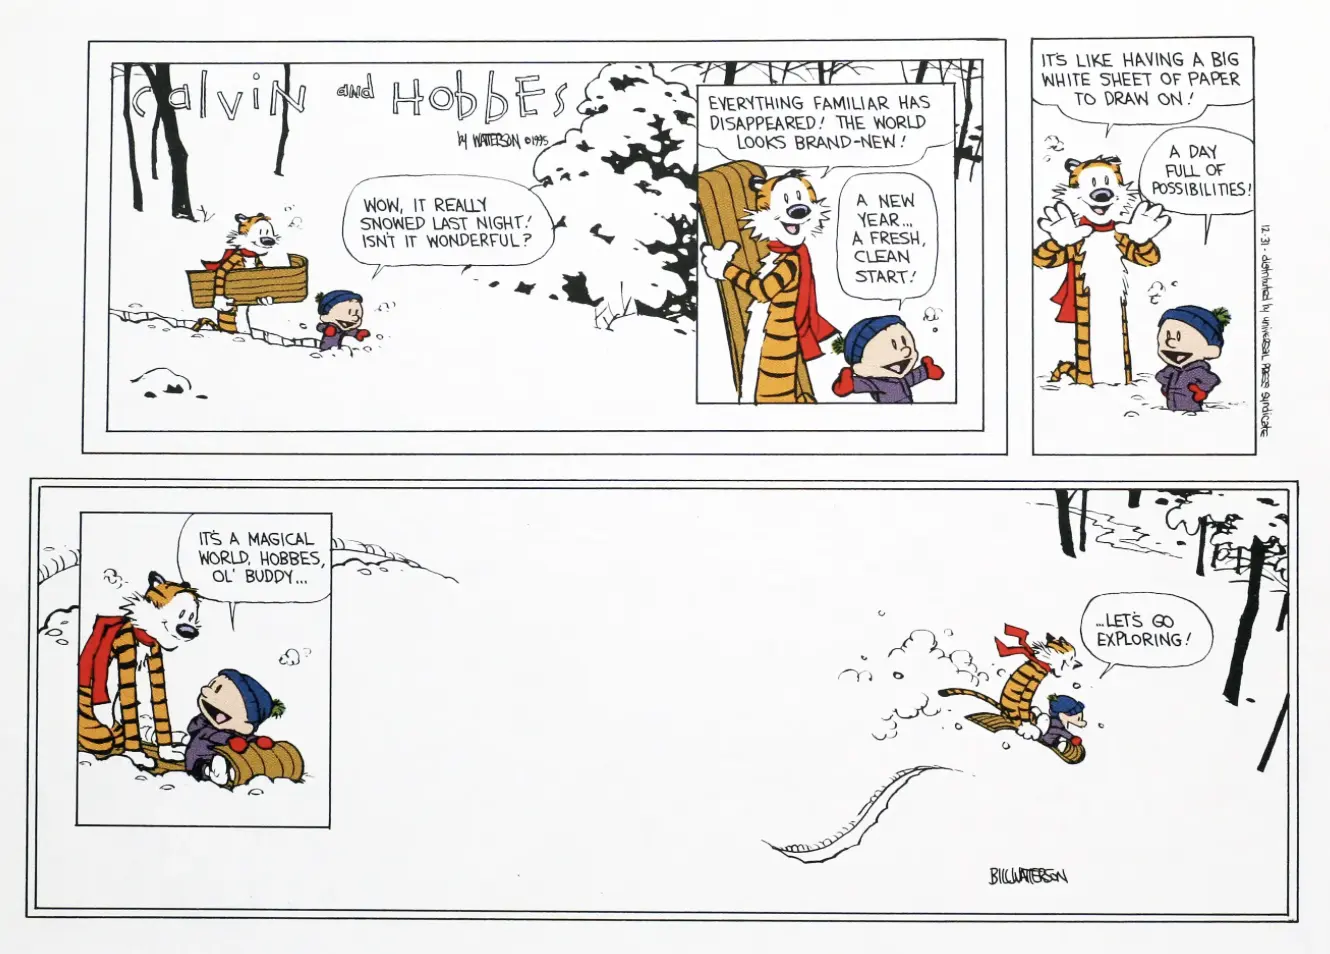 Calvin and HobbEs
by WATTERSON ©1995
WOW, IT REALLY
SNOWED LAST NIGHT!
ISN'T IT WONDERFUL?
EVERYTHING FAMILIAR HAS
DISAPPEARED! THE WORLD
LOOKS BRAND-NEW!
A NEW
YEAR...
A FRESH,
CLEAN
START!
IT'S LIKE HAVING A BIG
WHITE SHEET OF PAPER
TO DRAW ON!
A DAY
FULL OF
POSSIBILITIES!
12·31· distributed by universal press syndicate
IT'S A MAGICAL
WORLD, HOBBES,
OL' BUDDY...
...LET'S GO
EXPLORING!
BILL WATTERSON